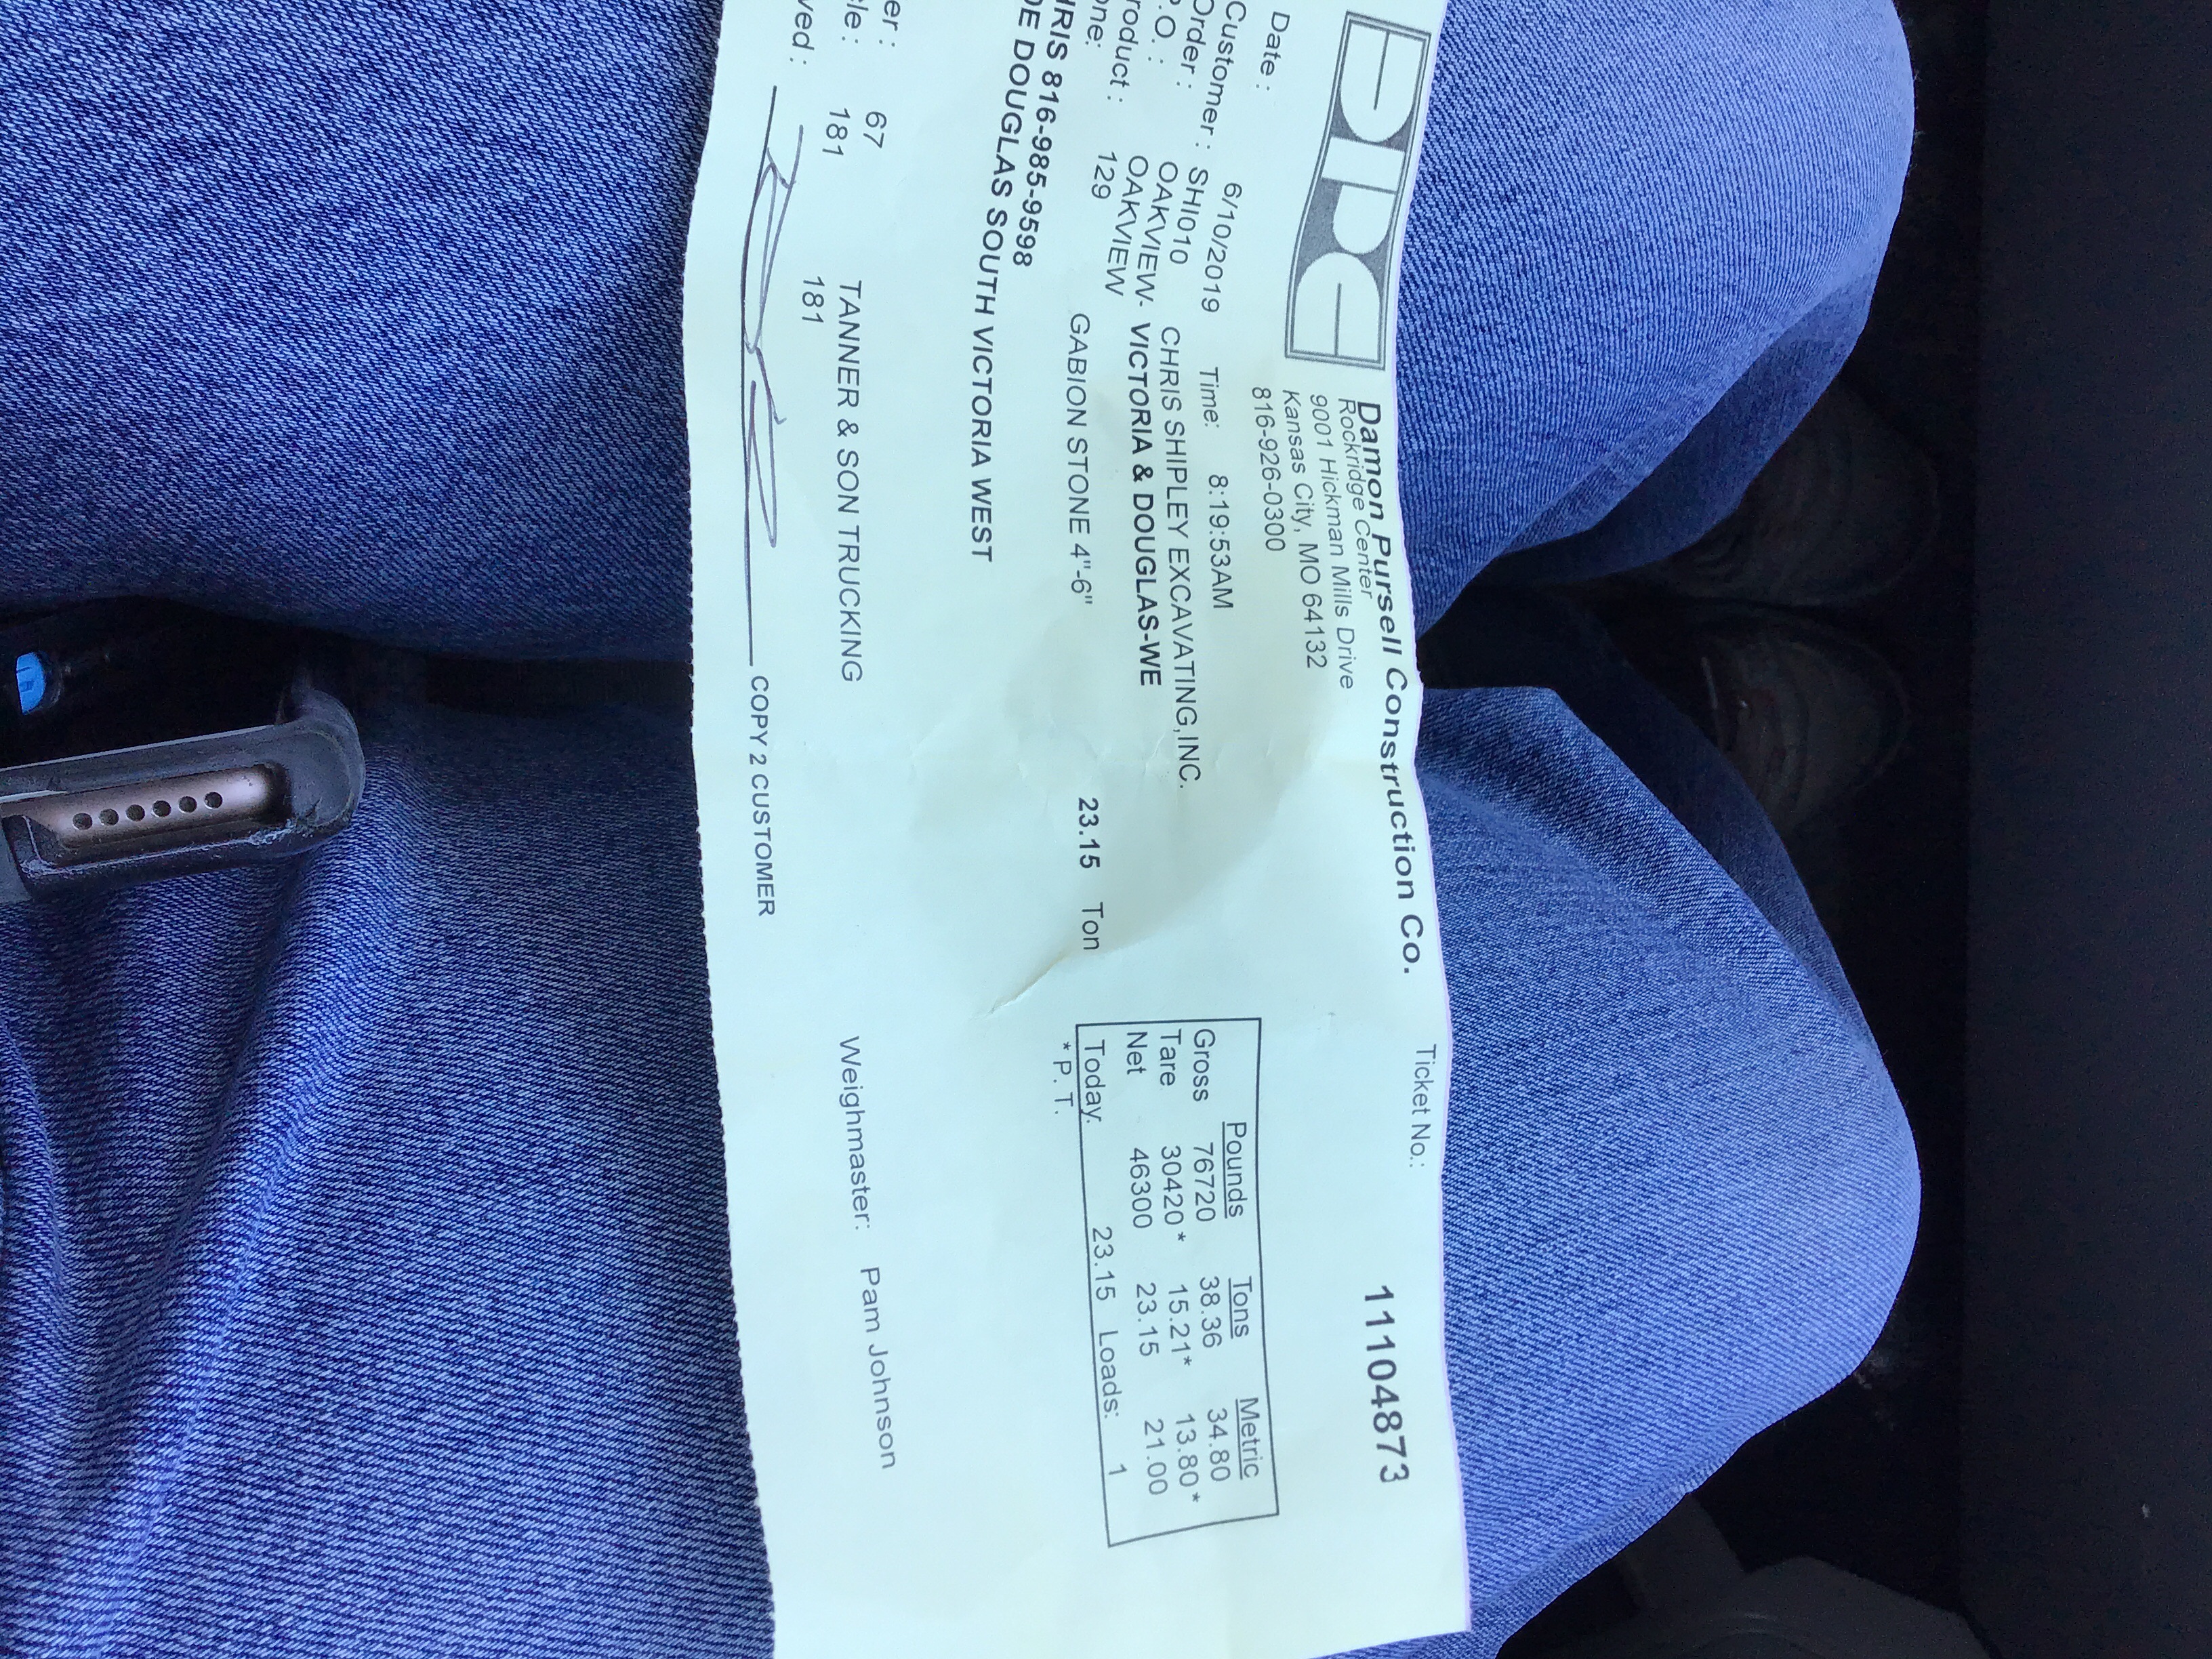 DPC
Damon Pursell Construction Co.
Rockridge Center
9001 Hickman Mills Drive
Kansas City, MO 64132
816-926-0300
Ticket No.: 11104873
Date : 6/10/2019 Time: 8:19:53AM
Customer : SHI010 CHRIS SHIPLEY EXCAVATING,INC.
Order : OAKVIEW- VICTORIA & DOUGLAS-WE
P.O. : OAKVIEW
roduct : 129 GABION STONE 4"-6" 23.15 Ton
one:
HRIS 816-985-9598
DE DOUGLAS SOUTH VICTORIA WEST
Pounds Tons Metric
Gross 76720 38.36 34.80
Tare 30420 * 15.21* 13.80 *
Net 46300 23.15 21.00
Today: 23.15 Loads: 1
* P. T.
er : 67 TANNER & SON TRUCKING
le : 181 181
ved :
COPY 2 CUSTOMER
Weighmaster: Pam Johnson